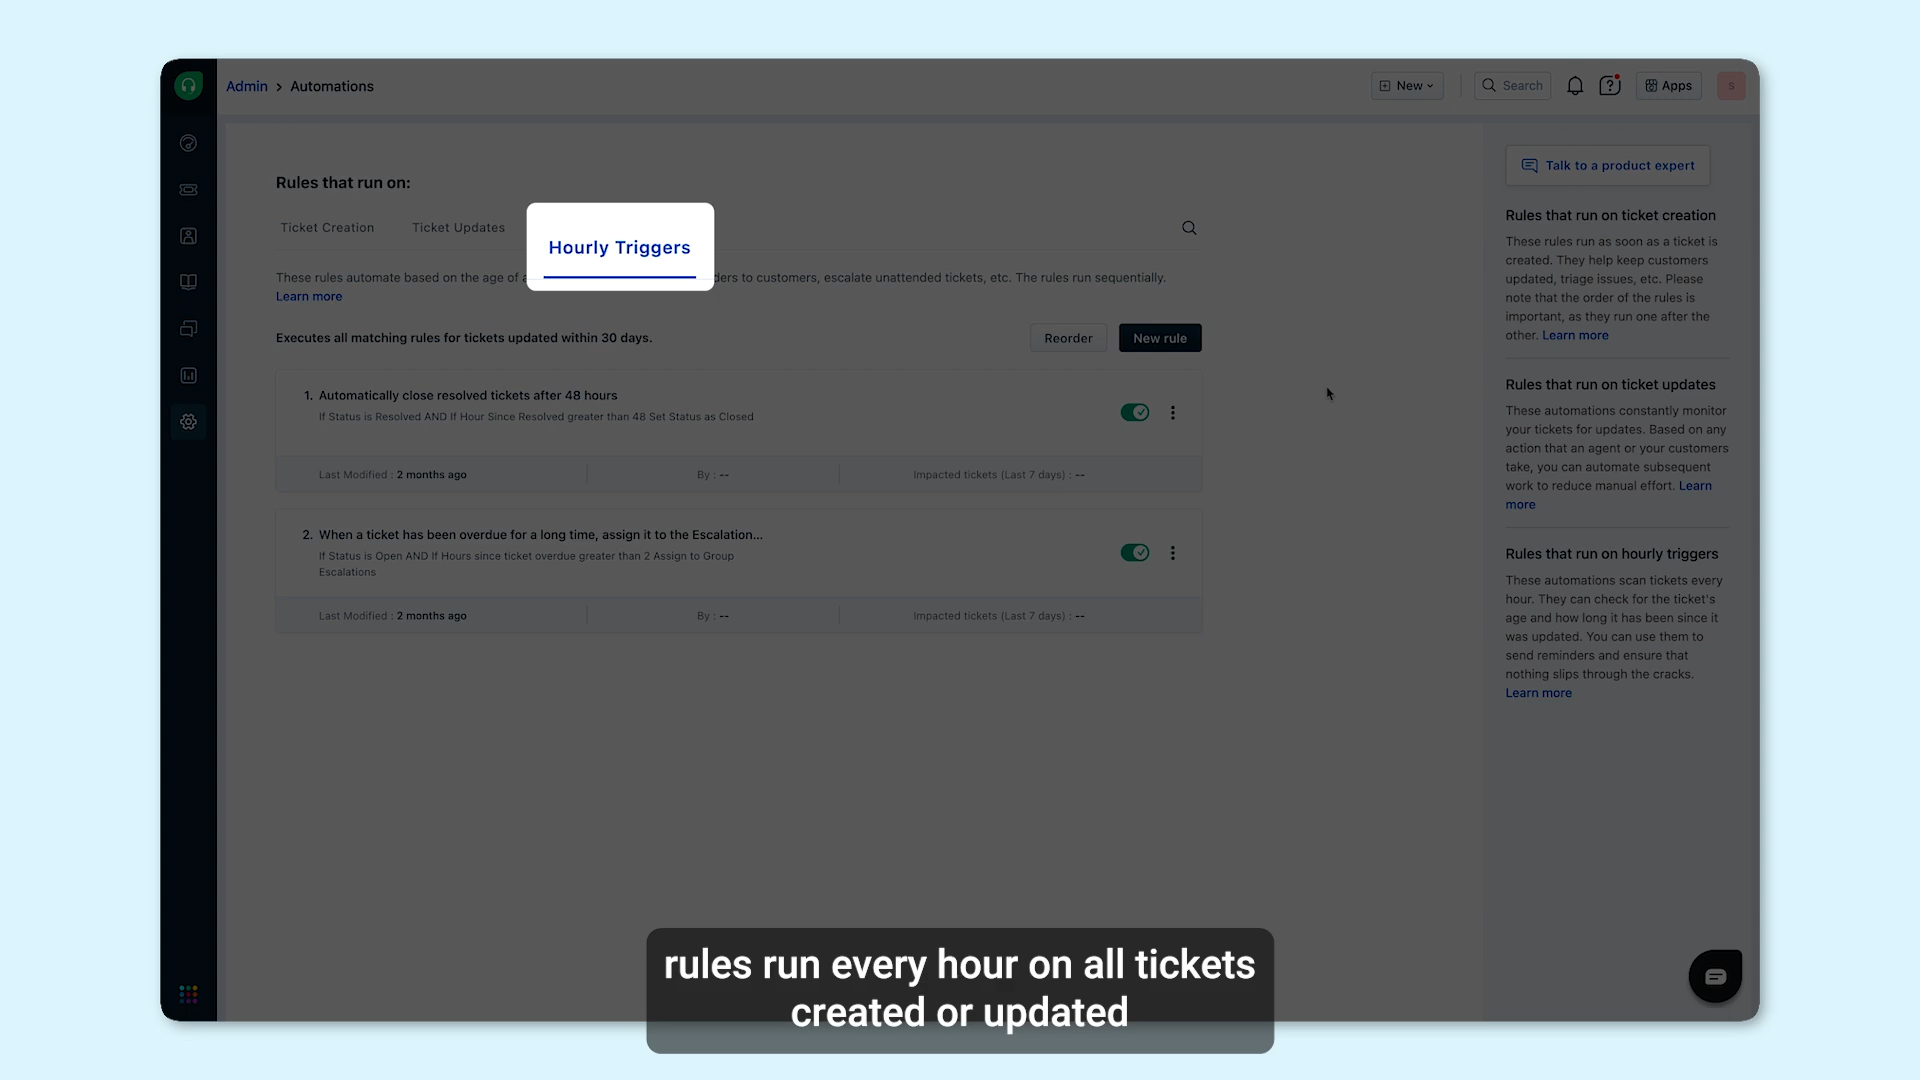 Admin > Automations
New
Search
Apps
S
Rules that run on:
Ticket Creation
Ticket Updates
Hourly Triggers
These rules automate based on the age of a ders to customers, escalate unattended tickets, etc. The rules run sequentially.
Learn more
Executes all matching rules for tickets updated within 30 days.
Reorder
New rule
1. Automatically close resolved tickets after 48 hours
If Status is Resolved AND If Hour Since Resolved greater than 48 Set Status as Closed
Last Modified : 2 months ago
By : --
Impacted tickets (Last 7 days) : --
2. When a ticket has been overdue for a long time, assign it to the Escalation...
If Status is Open AND If Hours since ticket overdue greater than 2 Assign to Group
Escalations
Last Modified : 2 months ago
By : --
Impacted tickets (Last 7 days) : --
Talk to a product expert
Rules that run on ticket creation
These rules run as soon as a ticket is
created. They help keep customers
updated, triage issues, etc. Please
note that the order of the rules is
important, as they run one after the
other. Learn more
Rules that run on ticket updates
These automations constantly monitor
your tickets for updates. Based on any
action that an agent or your customers
take, you can automate subsequent
work to reduce manual effort. Learn
more
Rules that run on hourly triggers
These automations scan tickets every
hour. They can check for the ticket's
age and how long it has been since it
was updated. You can use them to
send reminders and ensure that
nothing slips through the cracks.
Learn more
rules run every hour on all tickets
created or updated